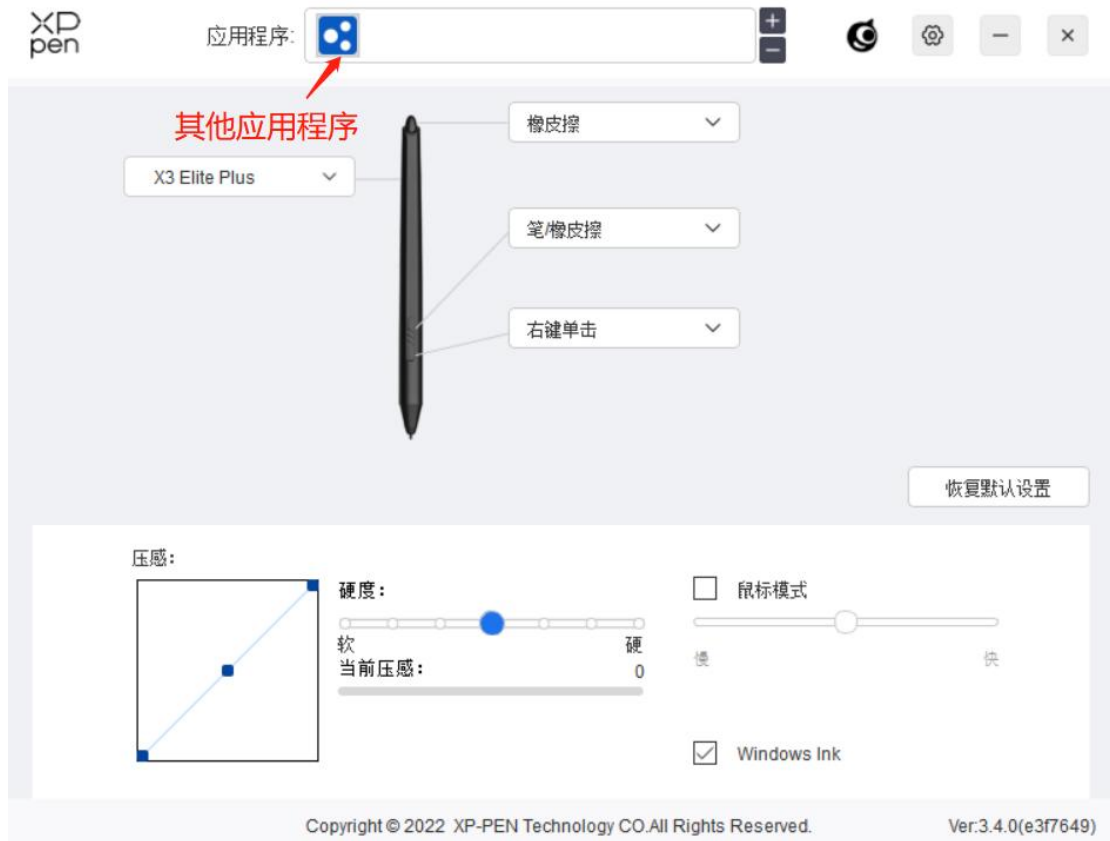 XP
pen
应用程序:
其他应用程序
橡皮擦
X3 Elite Plus
笔/橡皮擦
右键单击
恢复默认设置
压感:
硬度:
鼠标模式
软 硬
慢 快
当前压感: 0
Windows Ink
Copyright © 2022 XP-PEN Technology CO.All Rights Reserved.
Ver:3.4.0(e3f7649)